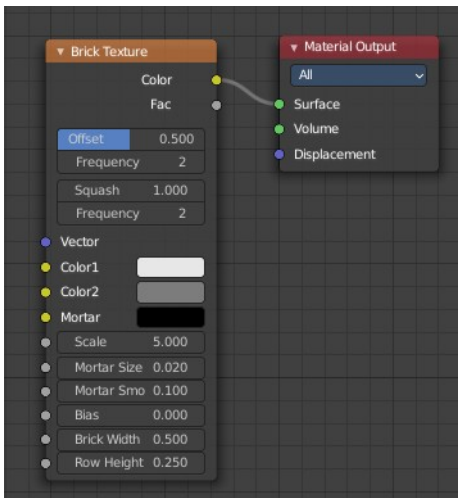 Brick Texture
Color
Fac
Offset 0.500
Frequency 2
Squash 1.000
Frequency 2
Vector
Color1
Color2
Mortar
Scale 5.000
Mortar Size 0.020
Mortar Smo 0.100
Bias 0.000
Brick Width 0.500
Row Height 0.250
Material Output
All
Surface
Volume
Displacement